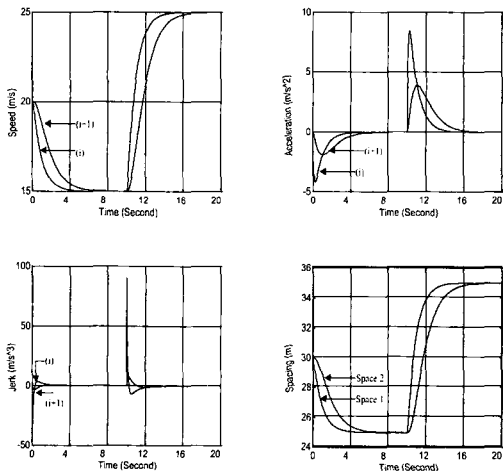 25
20
15
Speed (m/s)
(i+1)
(i)
0 4 8 12 16 20
Time (Second)
10
5
0
-5
Acceleration (m/s^2)
(i+1)
(i)
0 4 8 12 16 20
Time (Second)
100
50
0
-50
Jerk (m/s^3)
(i)
(i+1)
0 4 8 12 16 20
Time (Second)
36
34
32
30
28
26
24
Spacing (m)
Space 2
Space 1
0 4 8 12 16 20
Time (Second)